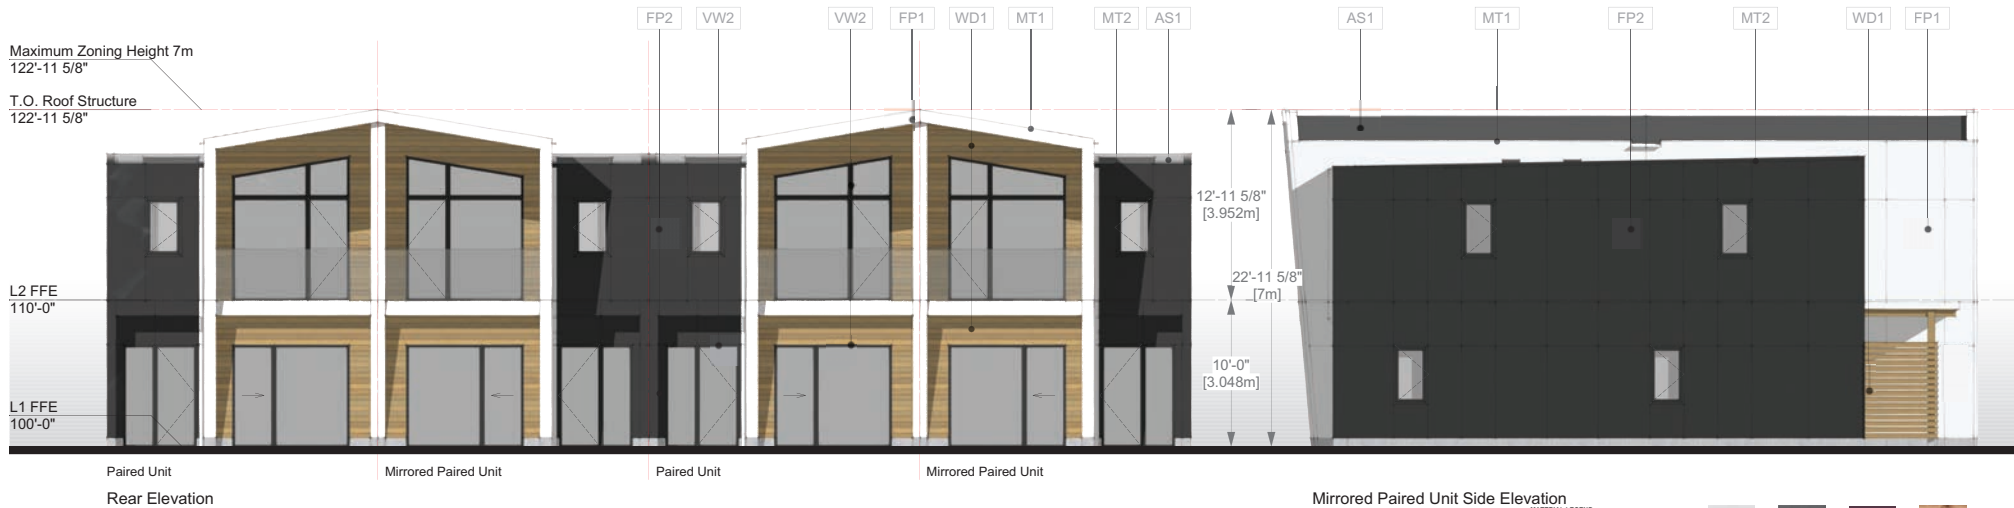 FP2 VW2 VW2 FP1 WD1 MT1 MT2 AS1 AS1 MT1 FP2 MT2 WD1 FP1
Maximum Zoning Height 7m
122'-11 5/8"
T.O. Roof Structure
122'-11 5/8"
12'-11 5/8"
[3.952m]
22'-11 5/8"
[7m]
L2 FFE
110'-0"
10'-0"
[3.048m]
L1 FFE
100'-0"
Paired Unit Mirrored Paired Unit Paired Unit Mirrored Paired Unit
Rear Elevation Mirrored Paired Unit Side Elevation